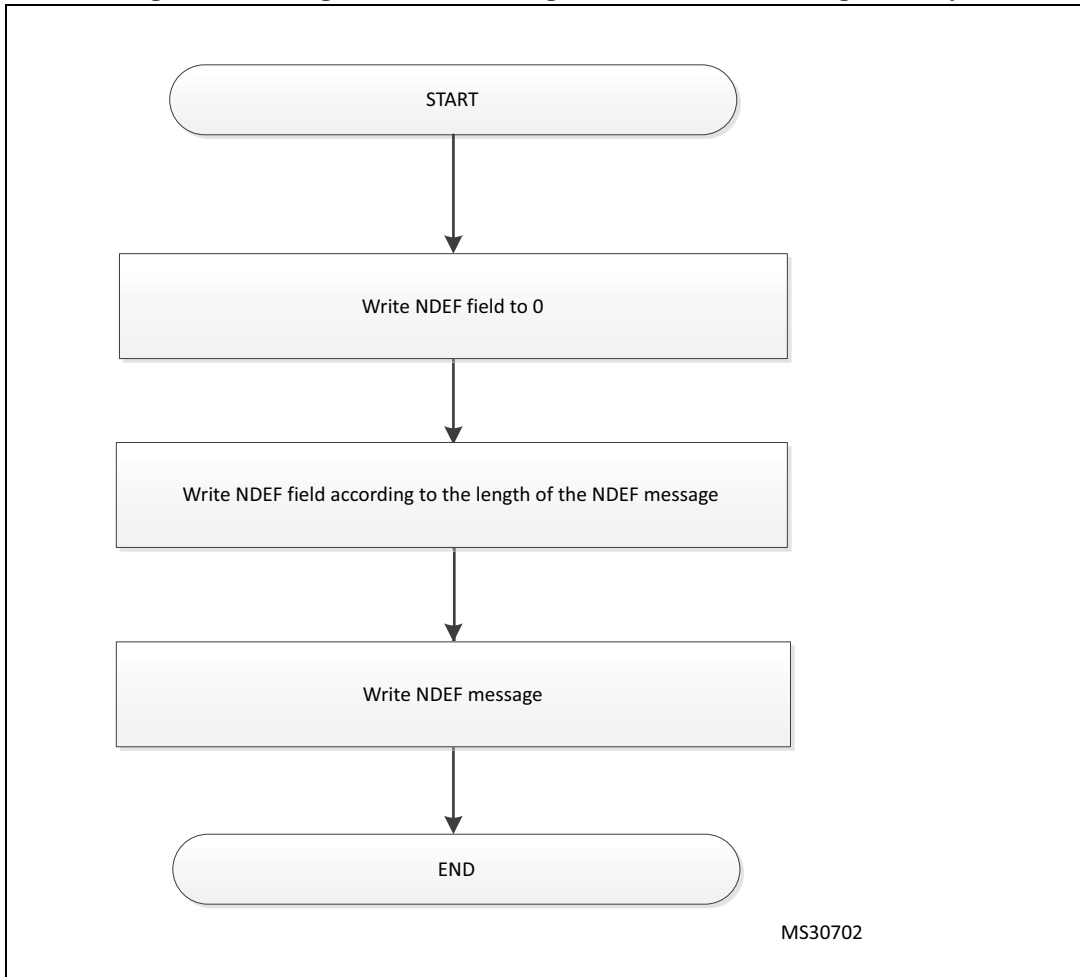 START
Write NDEF field to 0
Write NDEF field according to the length of the NDEF message
Write NDEF message
END
MS30702